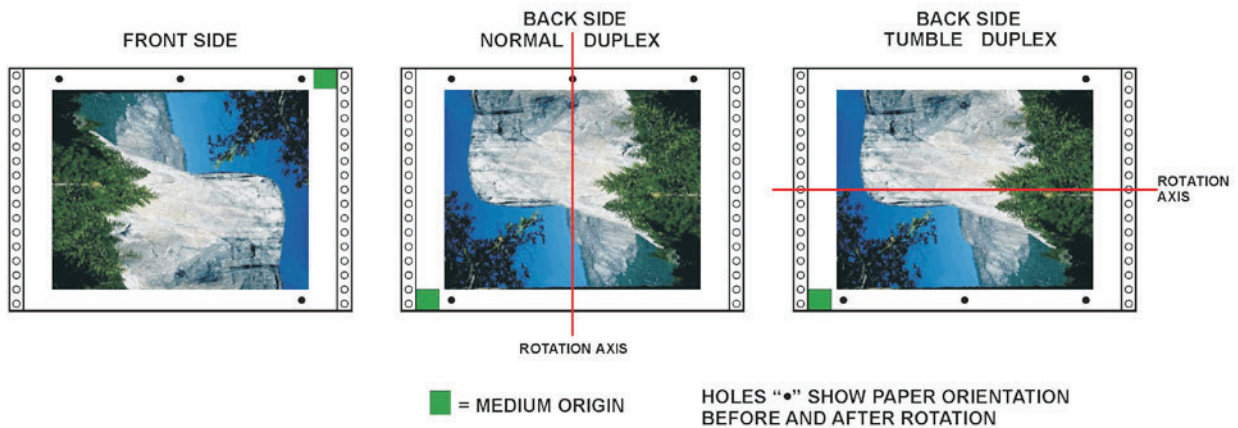 FRONT SIDE
BACK SIDE
NORMAL DUPLEX
BACK SIDE
TUMBLE DUPLEX
ROTATION
AXIS
ROTATION AXIS
= MEDIUM ORIGIN
HOLES “•” SHOW PAPER ORIENTATION
BEFORE AND AFTER ROTATION